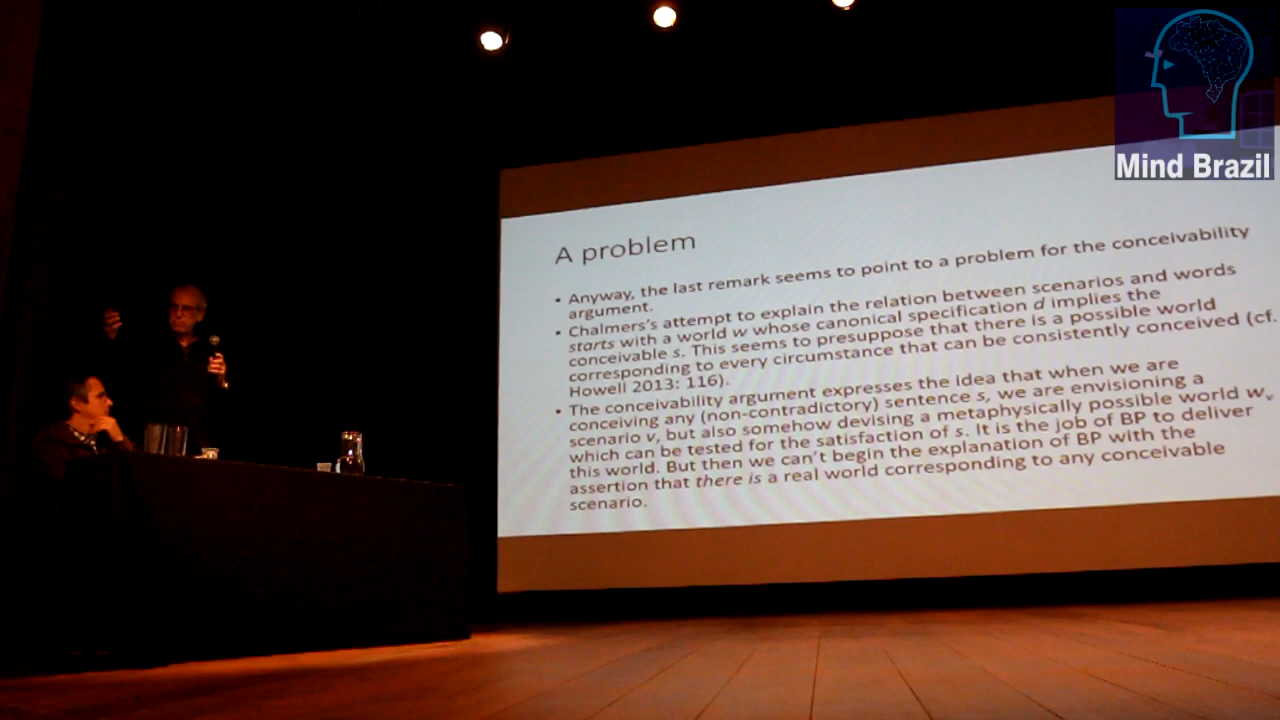 Mind Brazil
A problem
• Anyway, the last remark seems to point to a problem for the conceivability
argument.
• Chalmers's attempt to explain the relation between scenarios and words
starts with a world w whose canonical specification d implies the
conceivable s. This seems to presuppose that there is a possible world
corresponding to every circumstance that can be consistently conceived (cf.
Howell 2013: 116).
• The conceivability argument expresses the idea that when we are
conceiving any (non-contradictory) sentence s, we are envisioning a
scenario v, but also somehow devising a metaphysically possible world wᵥ
which can be tested for the satisfaction of s. It is the job of BP to deliver
this world. But then we can't begin the explanation of BP with the
assertion that there is a real world corresponding to any conceivable
scenario.